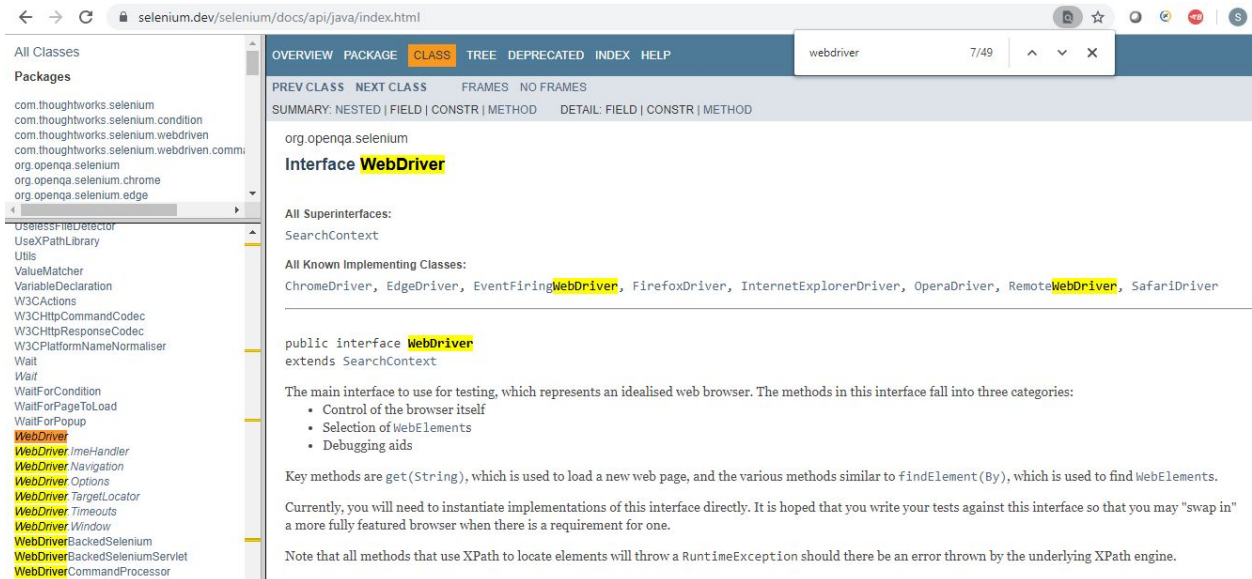 selenium.dev/selenium/docs/api/java/index.html
S
webdriver 7/49
All Classes
Packages
com.thoughtworks.selenium
com.thoughtworks.selenium.condition
com.thoughtworks.selenium.webdriven
com.thoughtworks.selenium.webdriven.comma
org.openqa.selenium
org.openqa.selenium.chrome
org.openqa.selenium.edge
UselessFileDetector
UseXPathLibrary
Utils
ValueMatcher
VariableDeclaration
W3CActions
W3CHttpCommandCodec
W3CHttpResponseCodec
W3CPlatformNameNormaliser
Wait
Wait
WaitForCondition
WaitForPageToLoad
WaitForPopup
WebDriver
WebDriver.ImeHandler
WebDriver.Navigation
WebDriver.Options
WebDriver.TargetLocator
WebDriver.Timeouts
WebDriver.Window
WebDriverBackedSelenium
WebDriverBackedSeleniumServlet
WebDriverCommandProcessor
OVERVIEW PACKAGE CLASS TREE DEPRECATED INDEX HELP
PREV CLASS NEXT CLASS FRAMES NO FRAMES
SUMMARY: NESTED | FIELD | CONSTR | METHOD DETAIL: FIELD | CONSTR | METHOD
org.openqa.selenium
Interface WebDriver
All Superinterfaces:
SearchContext
All Known Implementing Classes:
ChromeDriver, EdgeDriver, EventFiringWebDriver, FirefoxDriver, InternetExplorerDriver, OperaDriver, RemoteWebDriver, SafariDriver
public interface WebDriver
extends SearchContext
The main interface to use for testing, which represents an idealised web browser. The methods in this interface fall into three categories:
• Control of the browser itself
• Selection of WebElements
• Debugging aids
Key methods are get(String), which is used to load a new web page, and the various methods similar to findElement(By), which is used to find WebElements.
Currently, you will need to instantiate implementations of this interface directly. It is hoped that you write your tests against this interface so that you may "swap in"
a more fully featured browser when there is a requirement for one.
Note that all methods that use XPath to locate elements will throw a RuntimeException should there be an error thrown by the underlying XPath engine.